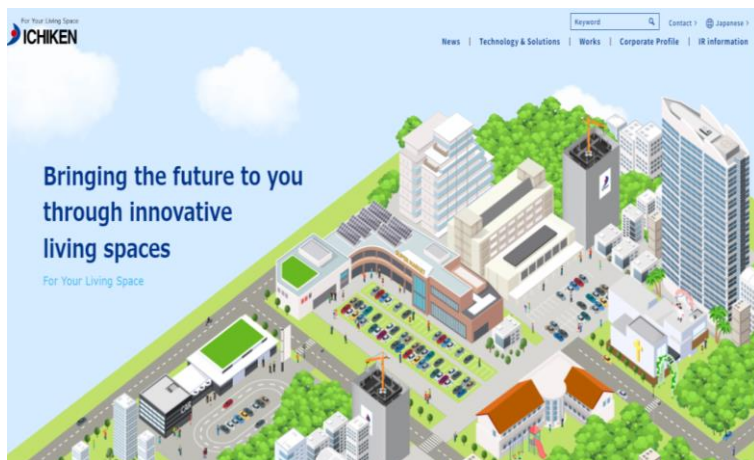 For Your Living Space
ICHIKEN
Keyword
Contact >
Japanese >
News | Technology & Solutions | Works | Corporate Profile | IR information
Bringing the future to you
through innovative
living spaces
For Your Living Space